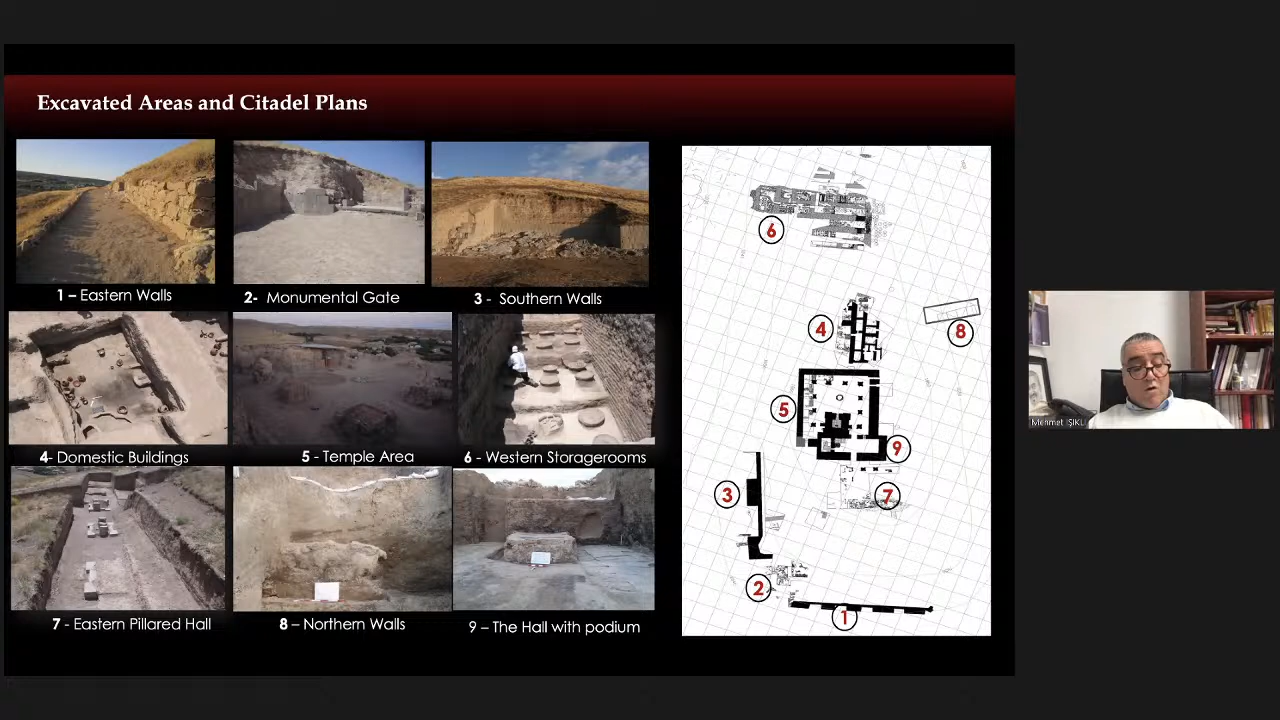 Excavated Areas and Citadel Plans
1 – Eastern Walls
2- Monumental Gate
3 - Southern Walls
4- Domestic Buildings
5 - Temple Area
6 - Western Storagerooms
7 - Eastern Pillared Hall
8 – Northern Walls
9 – The Hall with podium
6
4
8
5
9
3
7
2
1
Mehmet IŞIKLI